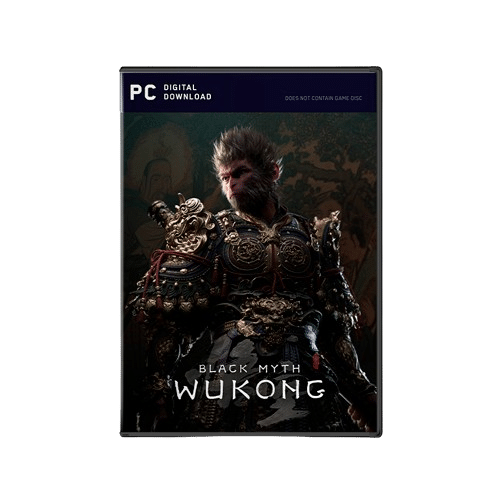 PC DIGITAL
DOWNLOAD
DOES NOT CONTAIN GAME DISC
BLACK MYTH
WUKONG